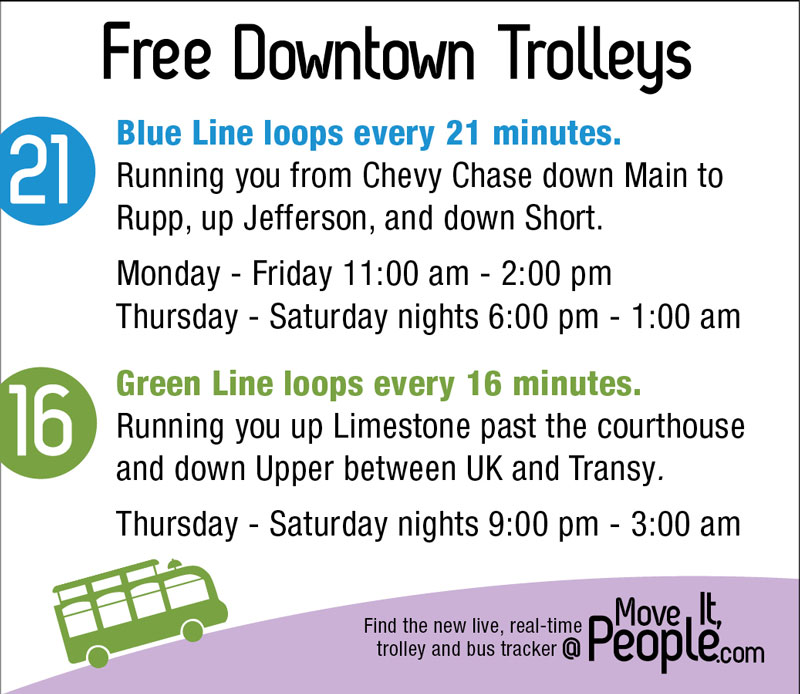 Free Downtown Trolleys
21
Blue Line loops every 21 minutes.
Running you from Chevy Chase down Main to
Rupp, up Jefferson, and down Short.
Monday - Friday 11:00 am - 2:00 pm
Thursday - Saturday nights 6:00 pm - 1:00 am
16
Green Line loops every 16 minutes.
Running you up Limestone past the courthouse
and down Upper between UK and Transy.
Thursday - Saturday nights 9:00 pm - 3:00 am
Find the new live, real-time
trolley and bus tracker @
Move It,
People.com